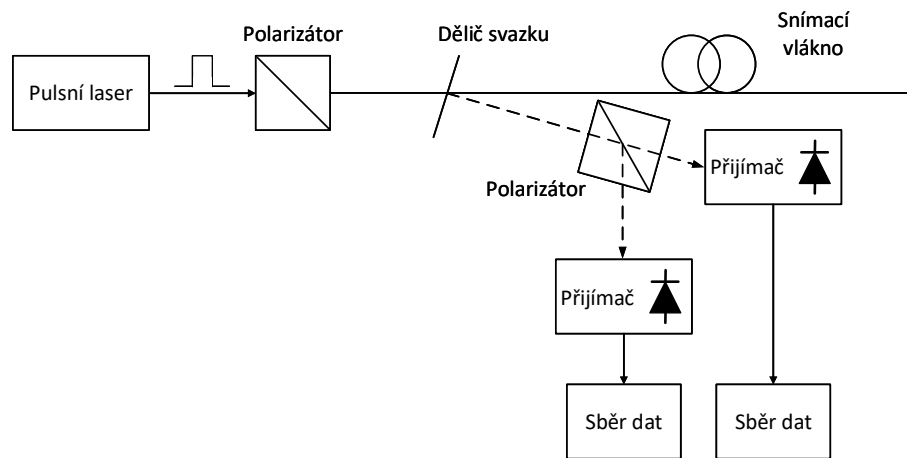 Polarizátor
Dělič svazku
Snímací
vlákno
Pulsní laser
Přijímač
Polarizátor
Přijímač
Sběr dat
Sběr dat